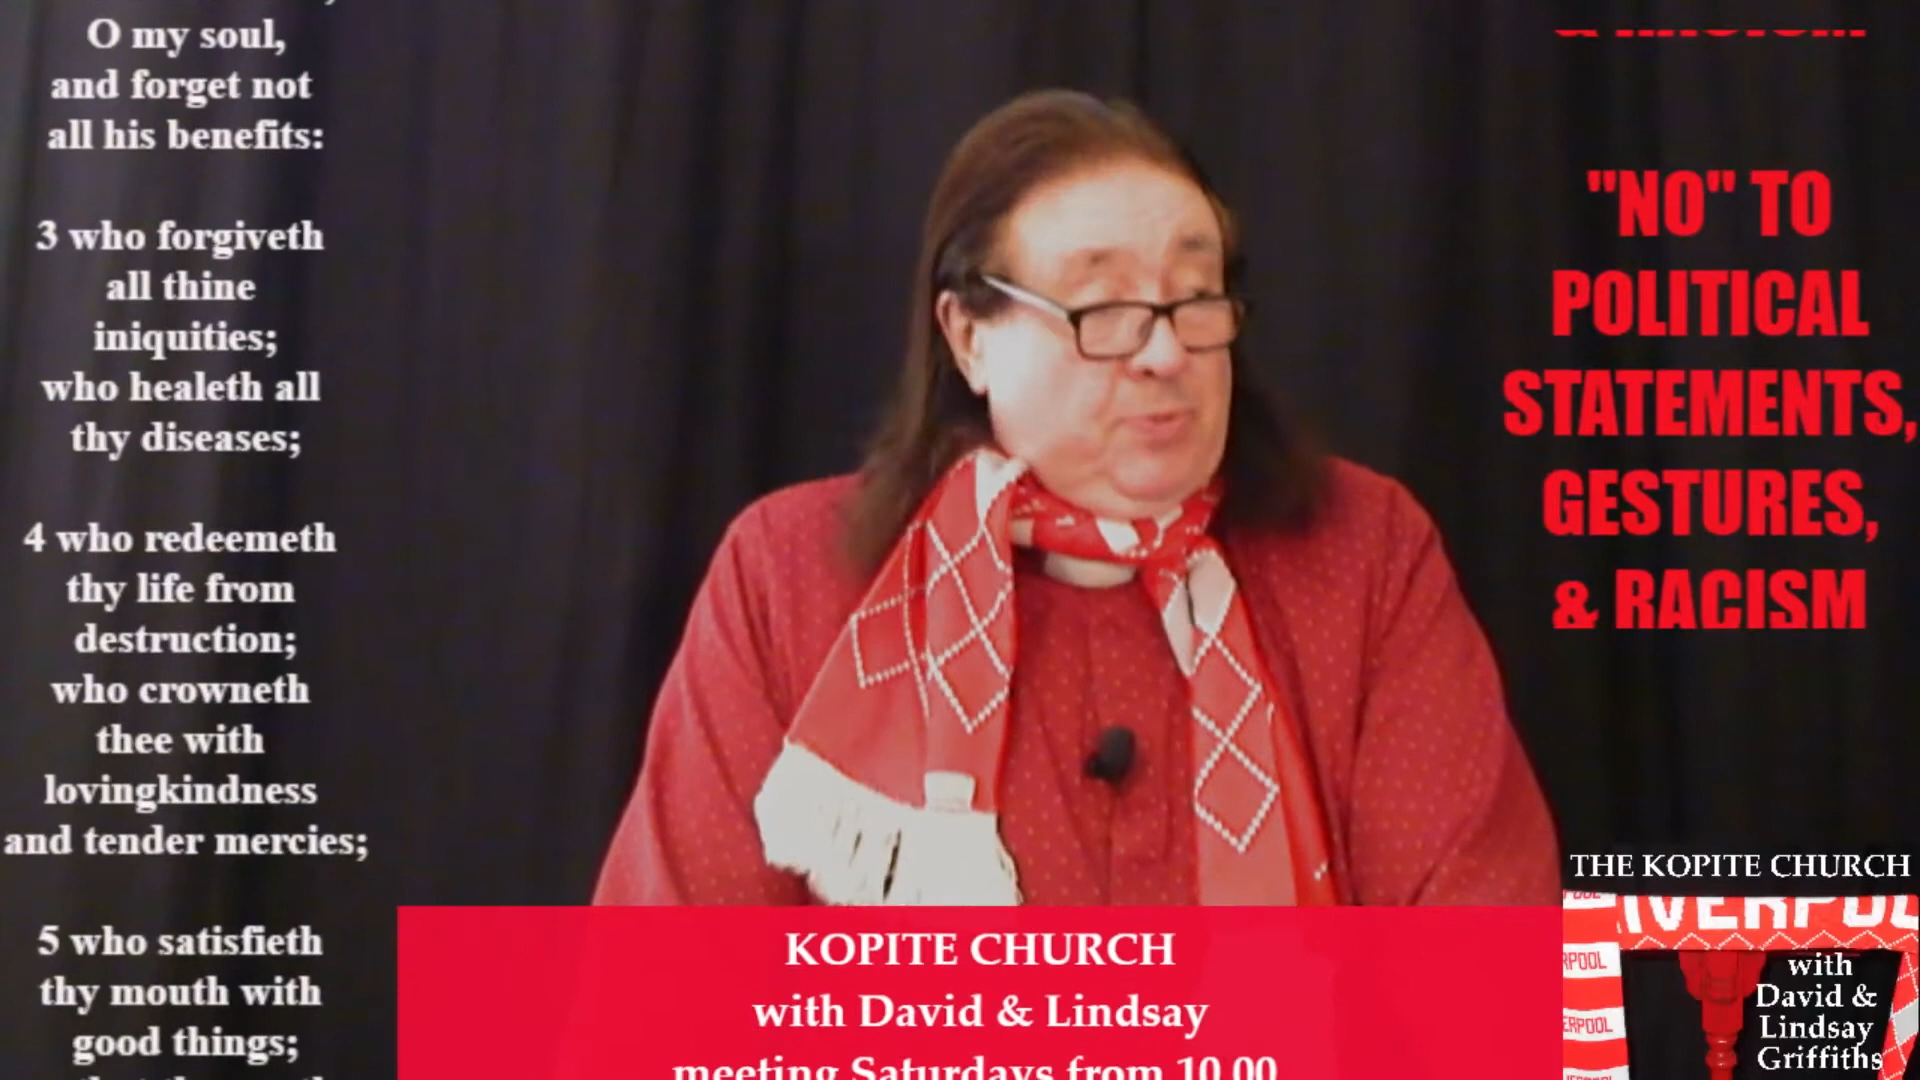 O my soul,
and forget not
all his benefits:
3 who forgiveth
all thine
iniquities;
who healeth all
thy diseases;
4 who redeemeth
thy life from
destruction;
who crowneth
thee with
lovingkindness
and tender mercies;
5 who satisfieth
thy mouth with
good things;
& RACISM
"NO" TO
POLITICAL
STATEMENTS,
GESTURES,
& RACISM
KOPITE CHURCH
with David & Lindsay
meeting Saturdays from 10.00
THE KOPITE CHURCH
with
David &
Lindsay
Griffiths